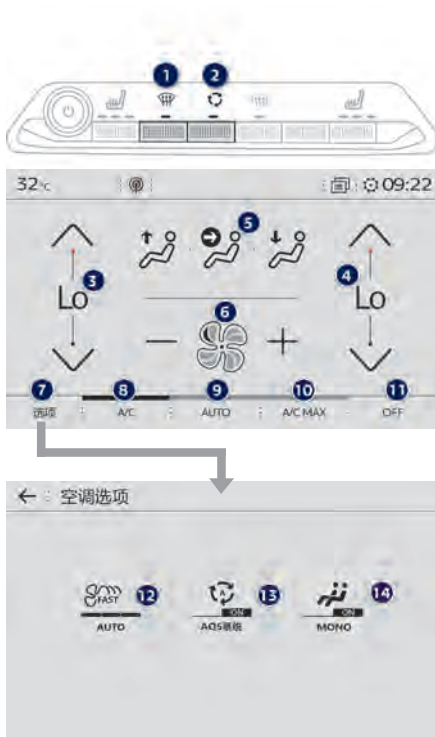 1 2
32°C 09:22
5
3 4
Lo Lo
6
7 8 9 10 11
选项 A/C AUTO A/C MAX OFF
← 空调选项
FAST 12 A 13 14
ON ON
AUTO AQS系统 MONO